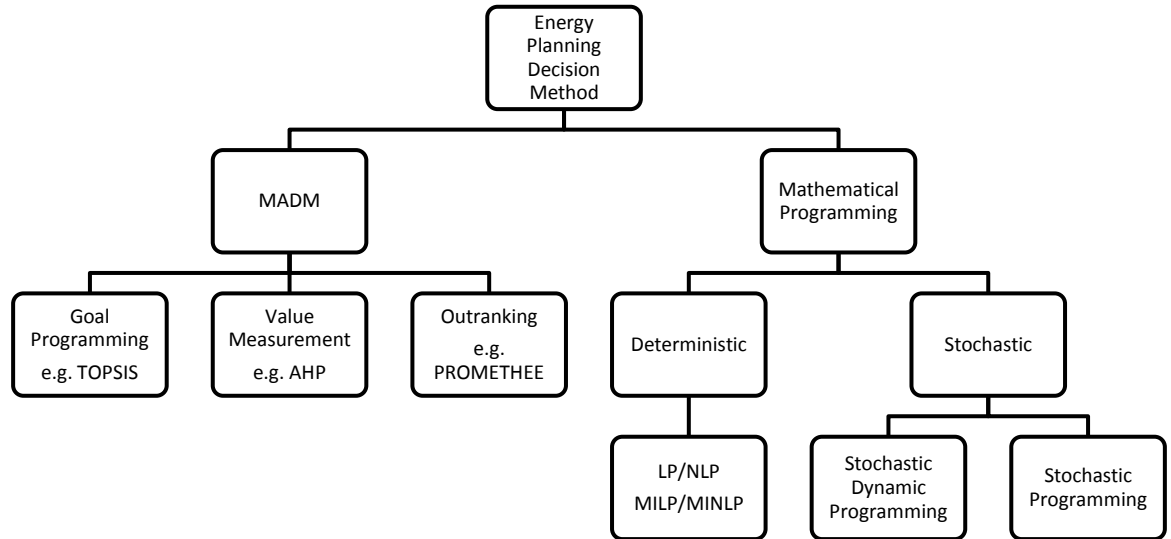 Energy
Planning
Decision
Method
MADM
Mathematical
Programming
Goal
Programming
e.g. TOPSIS
Value
Measurement
e.g. AHP
Outranking
e.g.
PROMETHEE
Deterministic
Stochastic
LP/NLP
MILP/MINLP
Stochastic
Dynamic
Programming
Stochastic
Programming